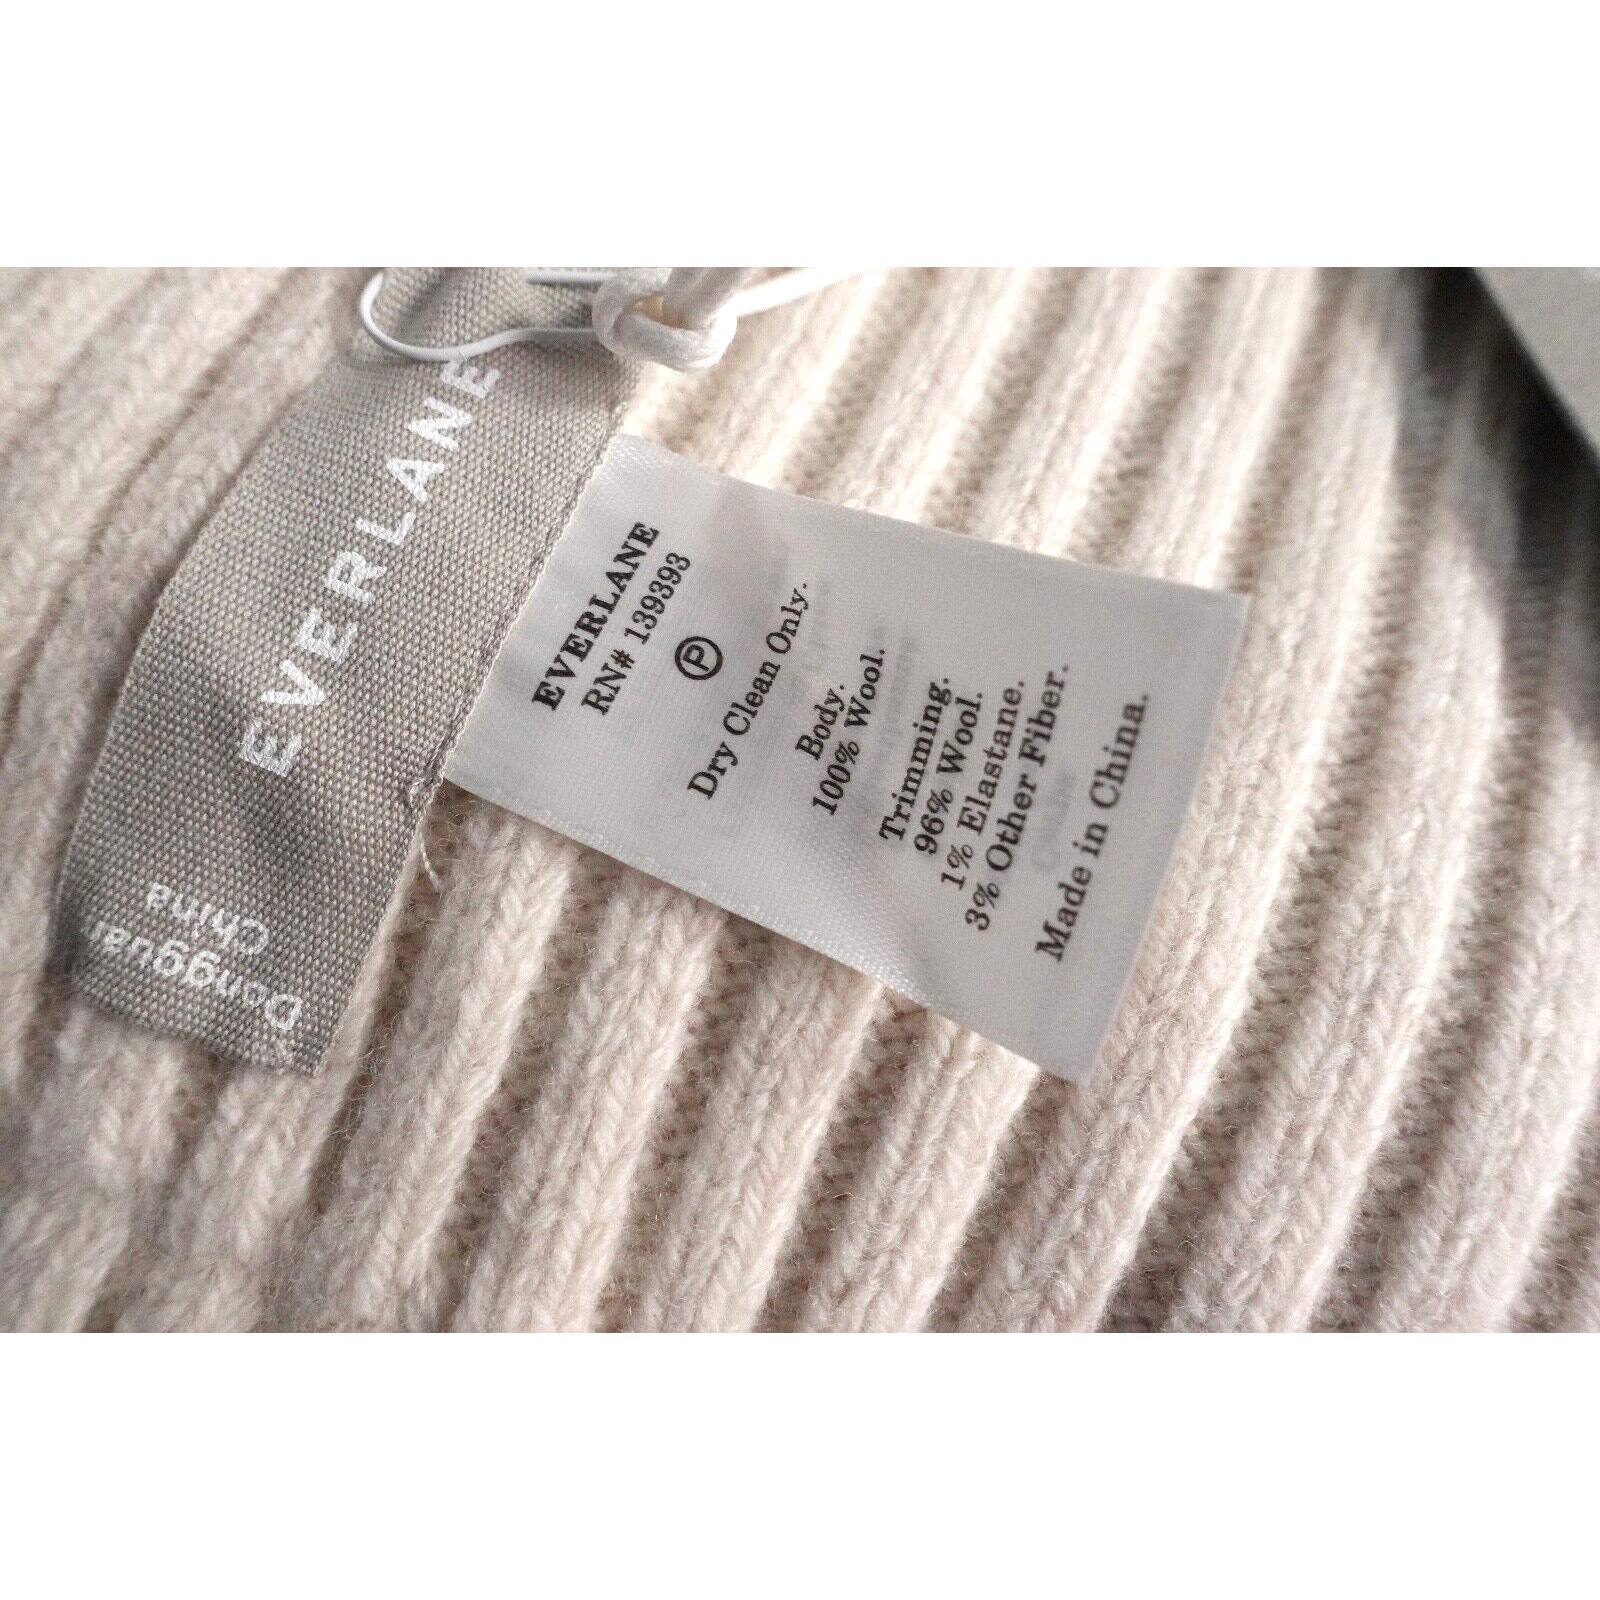 EVERLANE
Dongguan
China
EVERLANE
RN# 139393
P
Dry Clean Only.
Body.
100% Wool.
Trimming.
96% Wool.
1% Elastane.
3% Other Fiber.
Made in China.